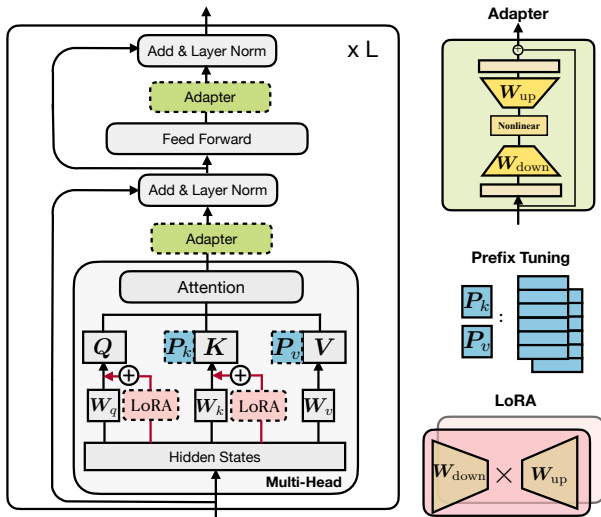 Add & Layer Norm
x L
Adapter
Feed Forward
Add & Layer Norm
Adapter
Attention
Q
P_k
K
P_v
V
+
+
W_q
LoRA
W_k
LoRA
W_v
Hidden States
Multi-Head
Adapter
+
W_up
Nonlinear
W_down
Prefix Tuning
P_k
:
P_v
LoRA
W_down × W_up